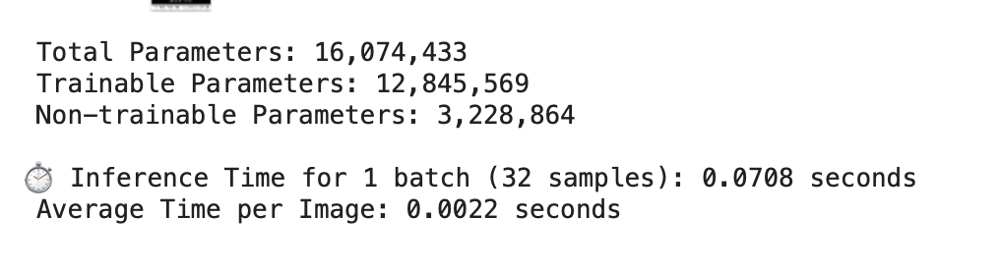 Total Parameters: 16,074,433
Trainable Parameters: 12,845,569
Non-trainable Parameters: 3,228,864
⏱ Inference Time for 1 batch (32 samples): 0.0708 seconds
Average Time per Image: 0.0022 seconds